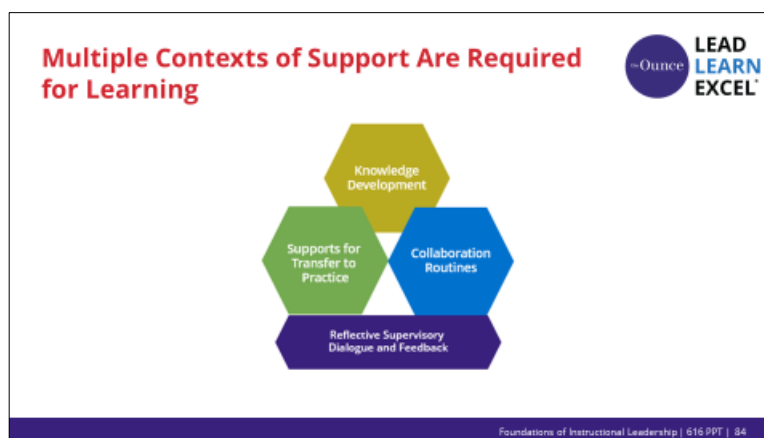 Multiple Contexts of Support Are Required
for Learning
the Ounce
LEAD
LEARN
EXCEL®
Knowledge
Development
Supports for
Transfer to
Practice
Collaboration
Routines
Reflective Supervisory
Dialogue and Feedback
Foundations of Instructional Leadership | 616 PPT | 84